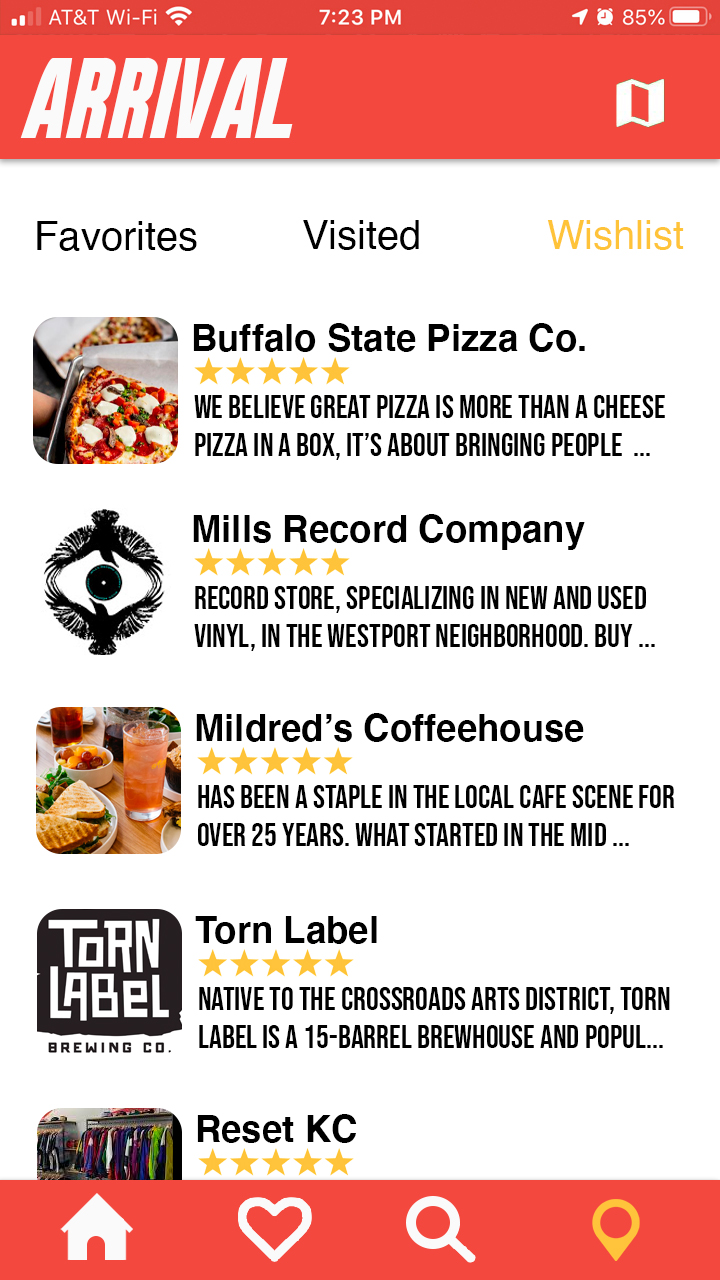 AT&T Wi-Fi 7:23 PM 85%
ARRIVAL
Favorites Visited Wishlist
Buffalo State Pizza Co.
WE BELIEVE GREAT PIZZA IS MORE THAN A CHEESE
PIZZA IN A BOX, IT’S ABOUT BRINGING PEOPLE ...
Mills Record Company
RECORD STORE, SPECIALIZING IN NEW AND USED
VINYL, IN THE WESTPORT NEIGHBORHOOD. BUY ...
Mildred’s Coffeehouse
HAS BEEN A STAPLE IN THE LOCAL CAFE SCENE FOR
OVER 25 YEARS. WHAT STARTED IN THE MID ...
TORN
LABEL
BREWING CO.
Torn Label
NATIVE TO THE CROSSROADS ARTS DISTRICT, TORN
LABEL IS A 15-BARREL BREWHOUSE AND POPUL...
Reset KC